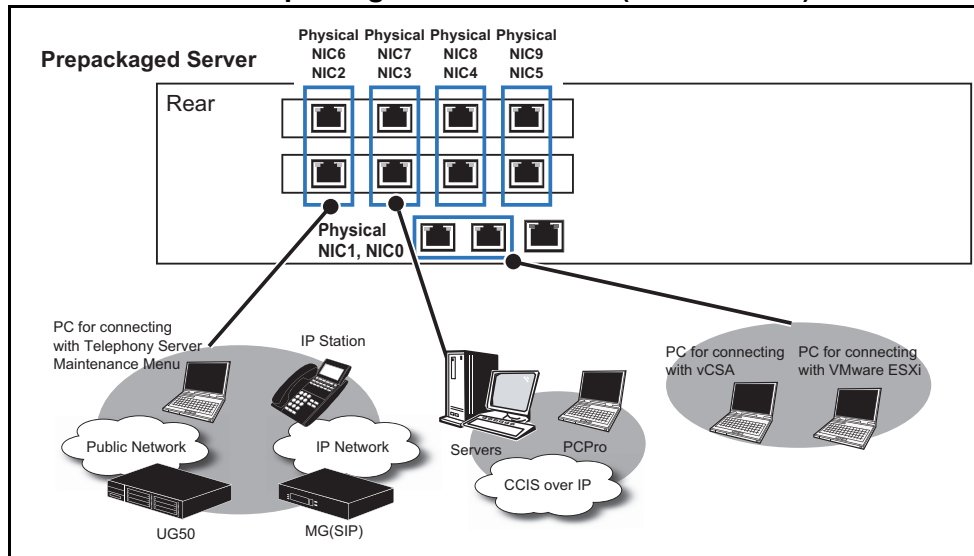 Physical Physical Physical Physical
NIC6 NIC7 NIC8 NIC9
NIC2 NIC3 NIC4 NIC5
Prepackaged Server
Rear
Physical
NIC1, NIC0
PC for connecting
with Telephony Server
Maintenance Menu
IP Station
Public Network
IP Network
UG50
MG(SIP)
Servers
PCPro
CCIS over IP
PC for connecting
with vCSA
PC for connecting
with VMware ESXi